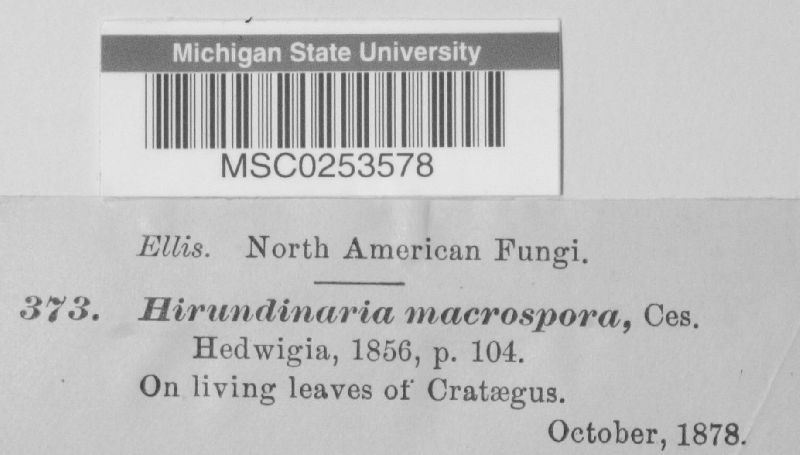 Michigan State University
MSC0253578
Ellis. North American Fungi.
373. Hirundinaria macrospora, Ces.
Hedwigia, 1856, p. 104.
On living leaves of Cratægus.
October, 1878.